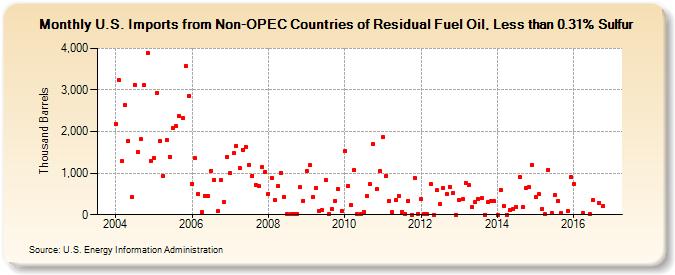 Monthly U.S. Imports from Non-OPEC Countries of Residual Fuel Oil, Less than 0.31% Sulfur
Thousand Barrels
4,000
3,000
2,000
1,000
0
2004 2006 2008 2010 2012 2014 2016
Source: U.S. Energy Information Administration